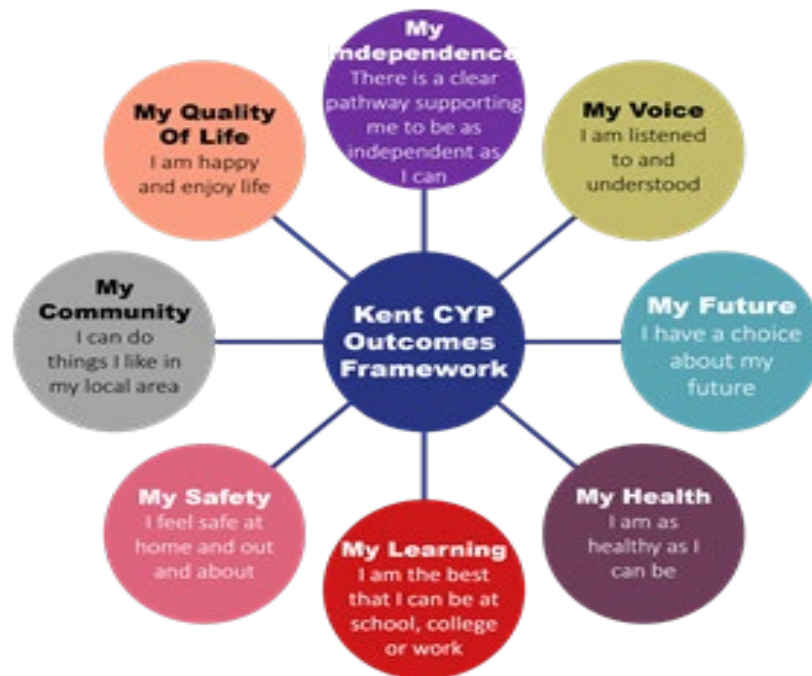 My
Independence
There is a clear
pathway supporting
me to be as
independent as
I can
My Voice
I am listened
to and
understood
My Future
I have a choice
about my
future
My Health
I am as
healthy as I
can be
My Learning
I am the best
that I can be at
school, college
or work
My Safety
I feel safe at
home and out
and about
My
Community
I can do
things I like in
my local area
My Quality
Of Life
I am happy
and enjoy life
Kent CYP
Outcomes
Framework